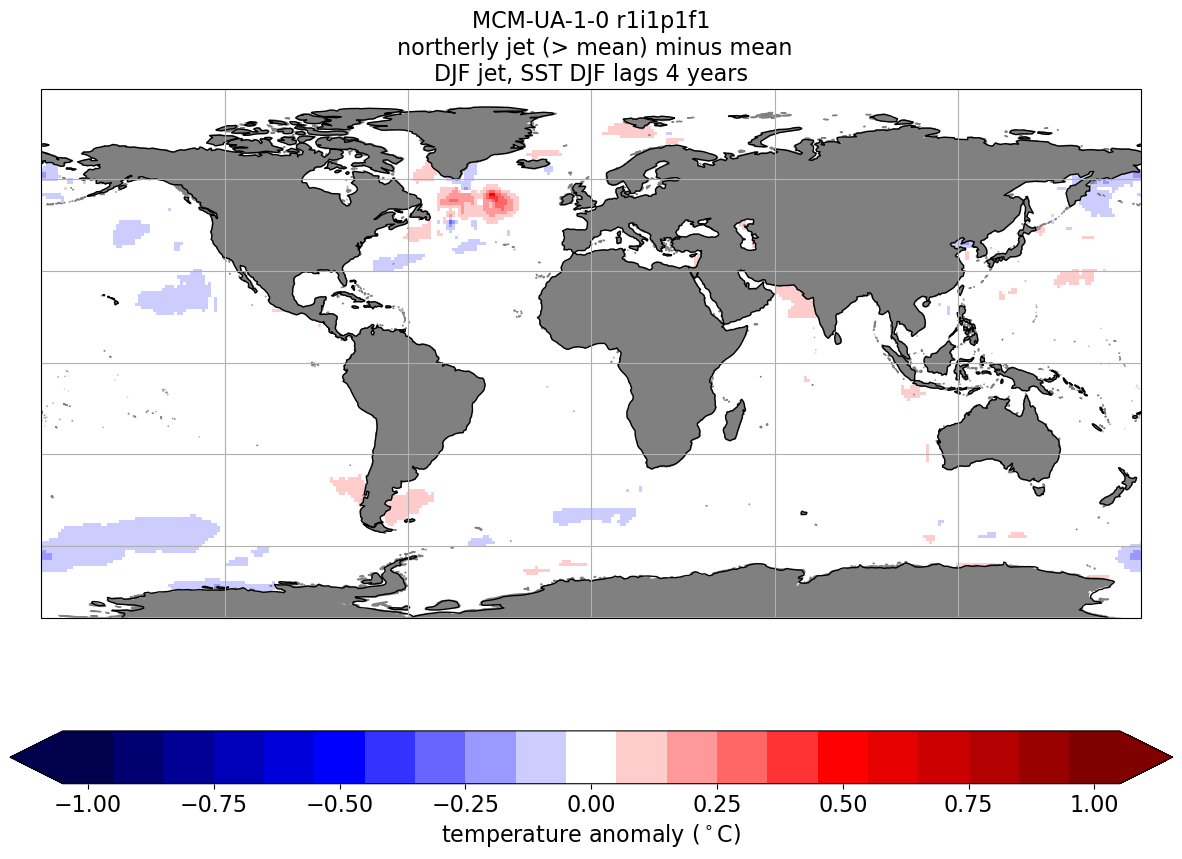 MCM-UA-1-0 r1i1p1f1
northerly jet (> mean) minus mean
DJF jet, SST DJF lags 4 years
−1.00 −0.75 −0.50 −0.25 0.00 0.25 0.50 0.75 1.00
temperature anomaly (°C)